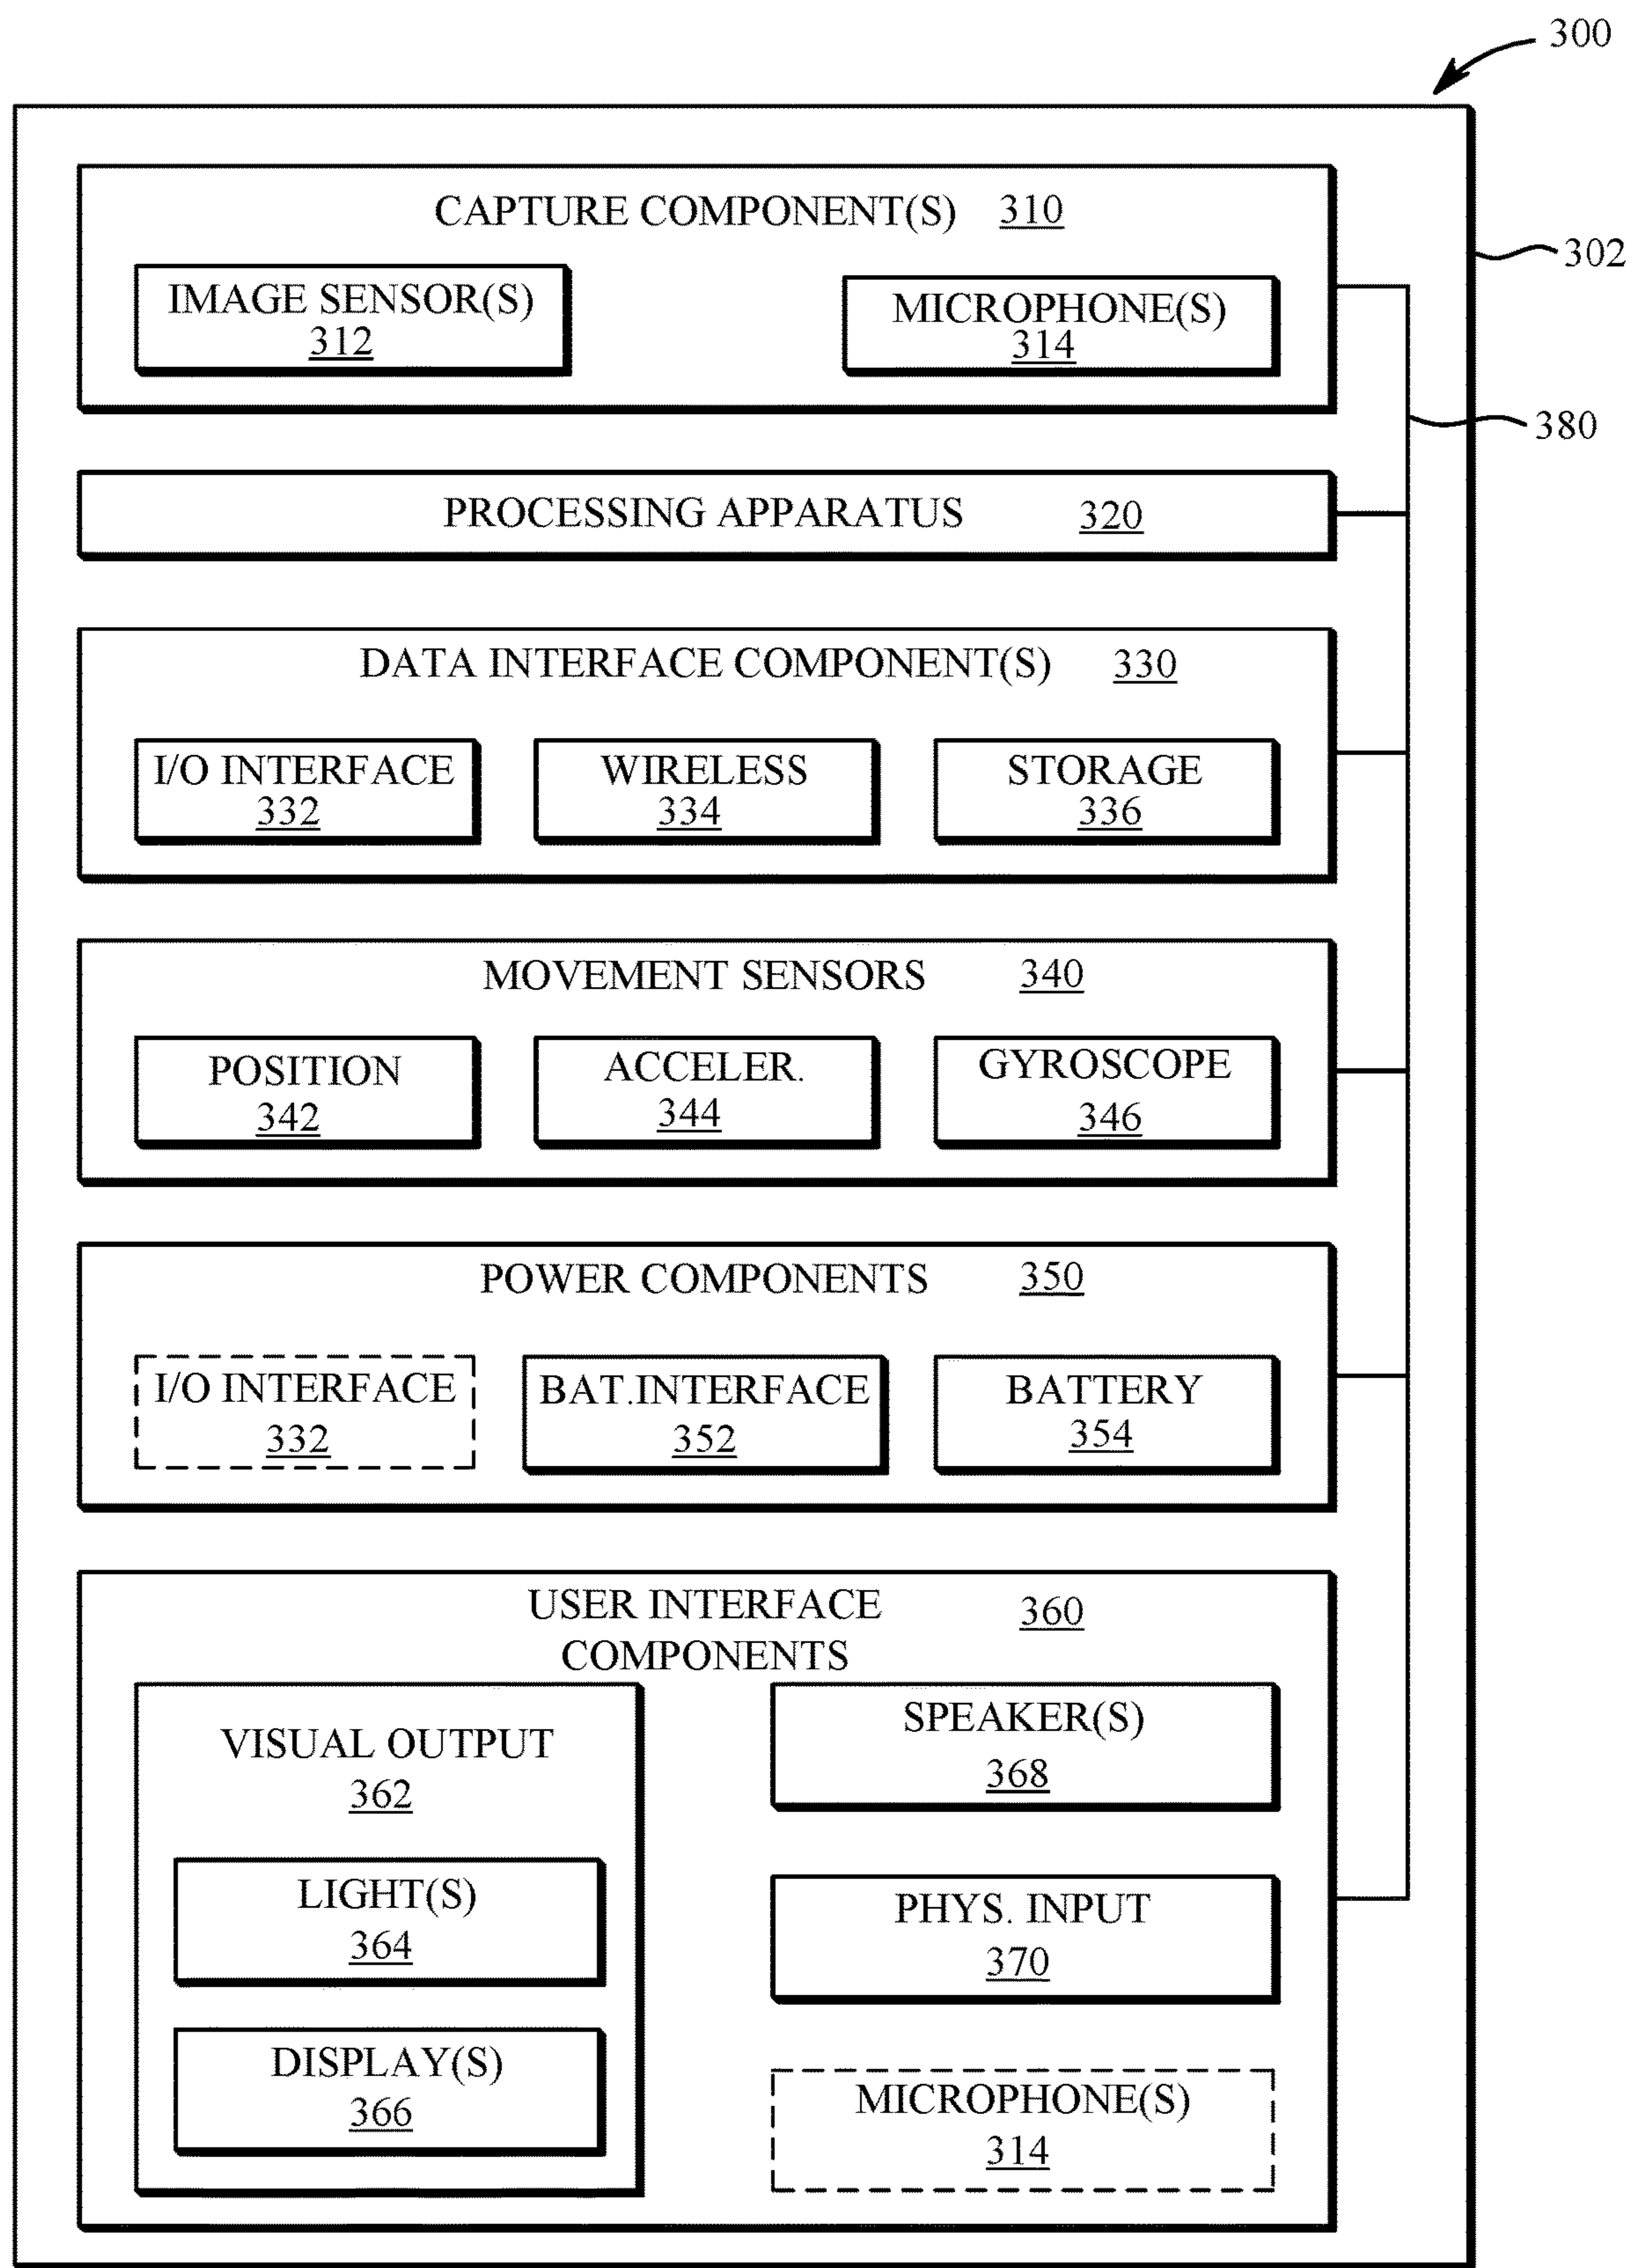 300
CAPTURE COMPONENT(S) 310
302
IMAGE SENSOR(S)
312
MICROPHONE(S)
314
380
PROCESSING APPARATUS 320
DATA INTERFACE COMPONENT(S) 330
I/O INTERFACE
332
WIRELESS
334
STORAGE
336
MOVEMENT SENSORS 340
POSITION
342
ACCELER.
344
GYROSCOPE
346
POWER COMPONENTS 350
I/O INTERFACE
332
BAT.INTERFACE
352
BATTERY
354
USER INTERFACE 360
COMPONENTS
VISUAL OUTPUT
362
LIGHT(S)
364
DISPLAY(S)
366
SPEAKER(S)
368
PHYS. INPUT
370
MICROPHONE(S)
314